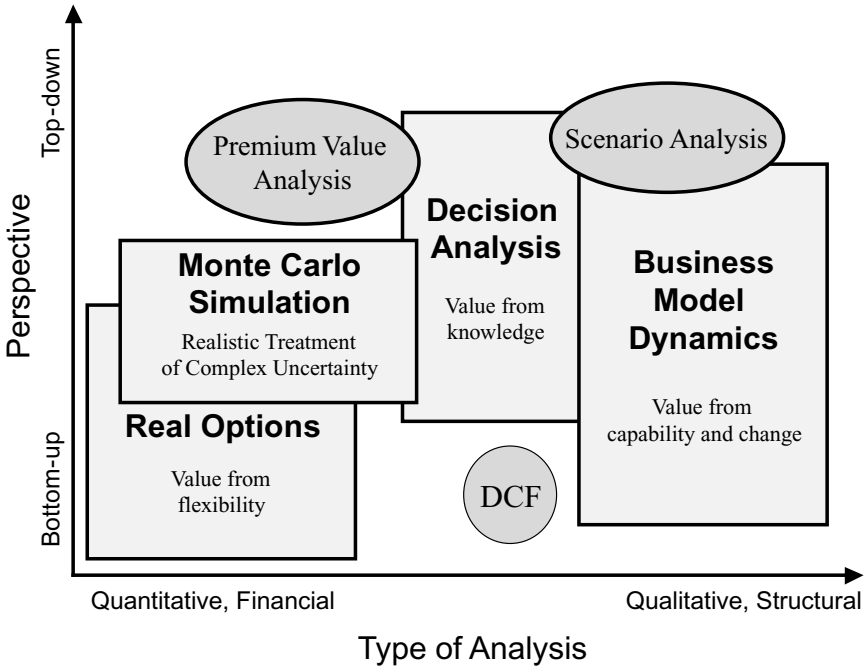 Top-down
Perspective
Bottom-up
Premium Value
Analysis
Scenario Analysis
Decision
Analysis
Value from
knowledge
Monte Carlo
Simulation
Realistic Treatment
of Complex Uncertainty
Business
Model
Dynamics
Value from
capability and change
Real Options
Value from
flexibility
DCF
Quantitative, Financial
Qualitative, Structural
Type of Analysis